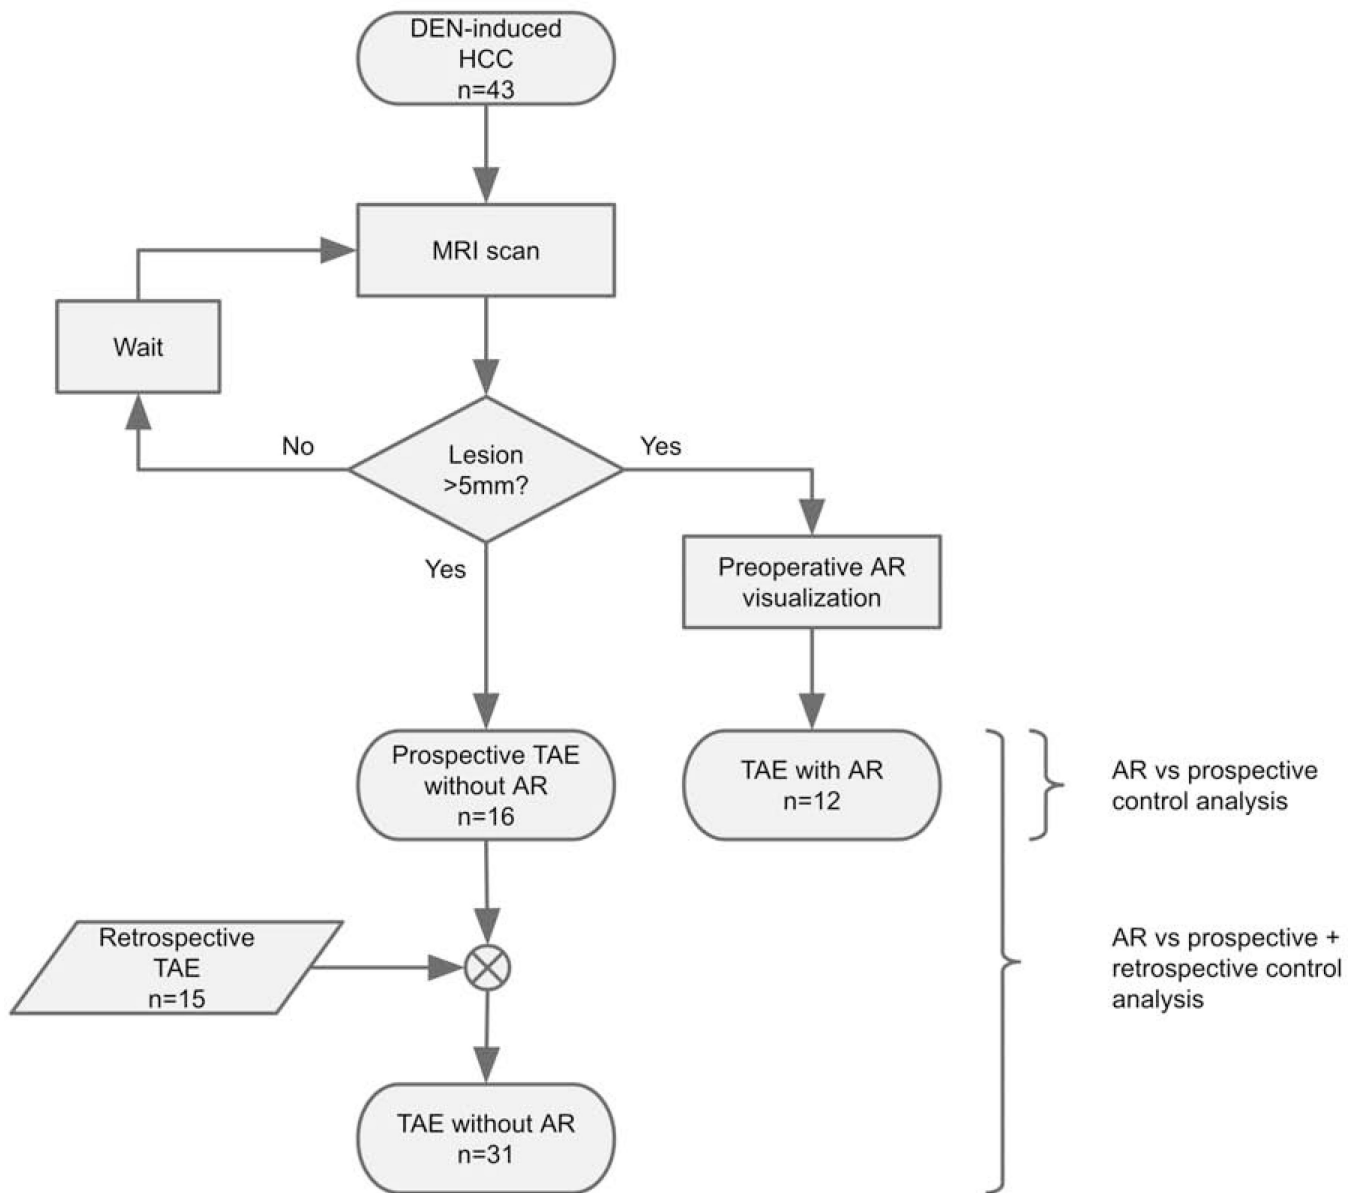 DEN-induced
HCC
n=43
MRI scan
Wait
No
Lesion
>5mm?
Yes
Yes
Preoperative AR
visualization
Prospective TAE
without AR
n=16
TAE with AR
n=12
AR vs prospective
control analysis
Retrospective
TAE
n=15
AR vs prospective +
retrospective control
analysis
TAE without AR
n=31